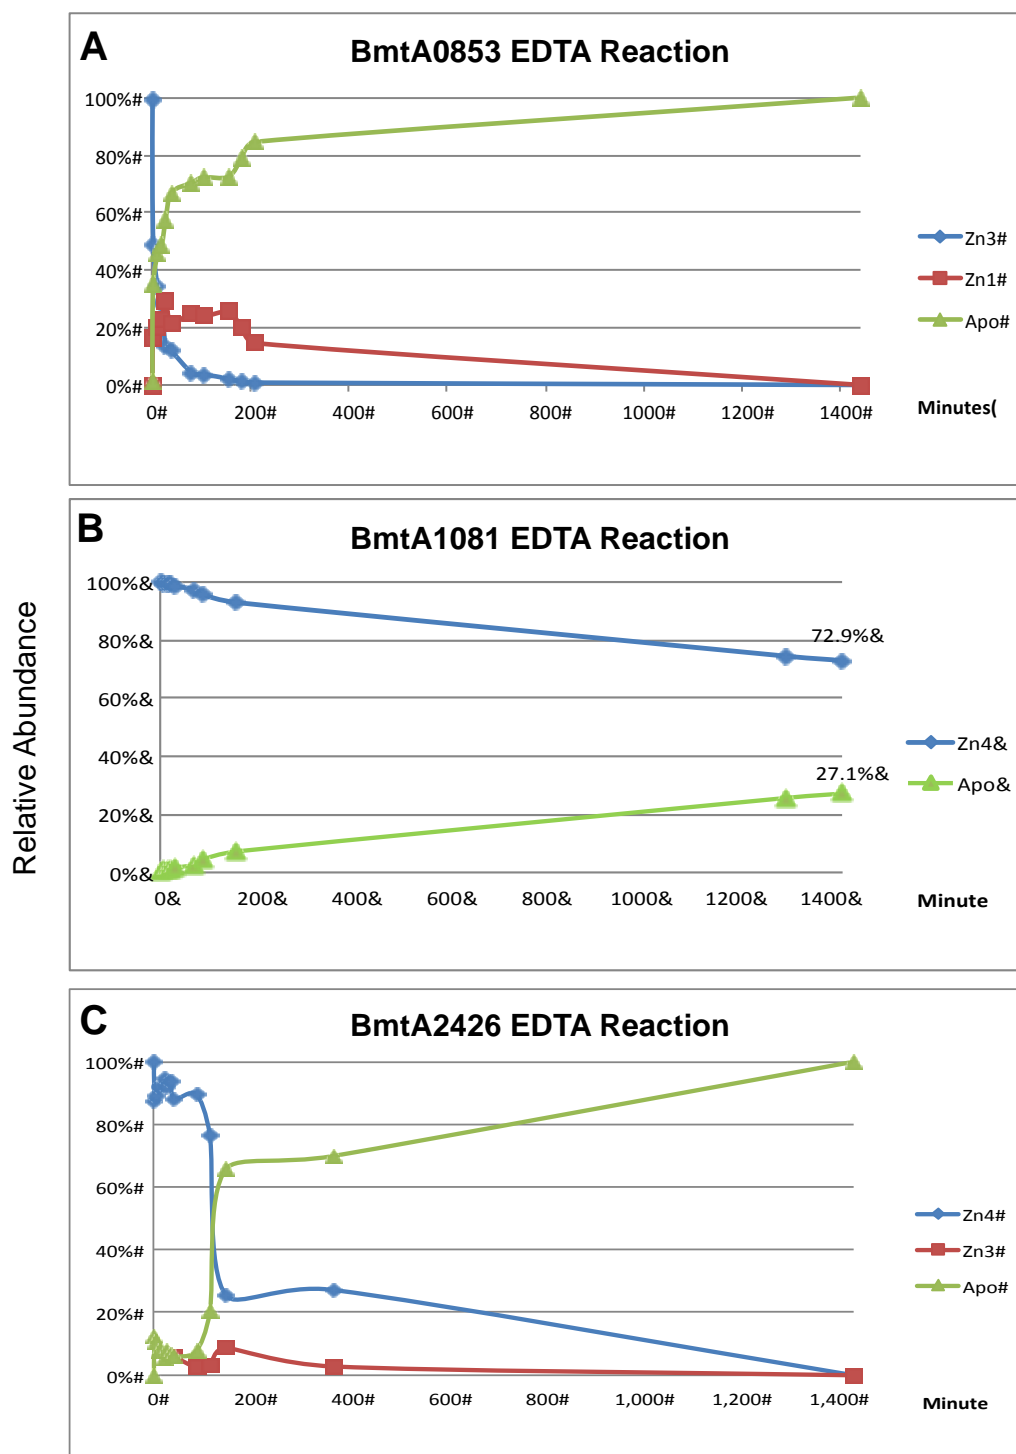 Relative Abundance
A
BmtA0853 EDTA Reaction
100%#
80%#
60%#
40%#
20%#
0%#
0# 200# 400# 600# 800# 1000# 1200# 1400#
Minutes(
Zn3#
Zn1#
Apo#
B
BmtA1081 EDTA Reaction
100%&
80%&
60%&
40%&
20%&
0%&
72.9%&
27.1%&
0& 200& 400& 600& 800& 1000& 1200& 1400&
Minute
Zn4&
Apo&
C
BmtA2426 EDTA Reaction
100%#
80%#
60%#
40%#
20%#
0%#
0# 200# 400# 600# 800# 1,000# 1,200# 1,400#
Minute
Zn4#
Zn3#
Apo#